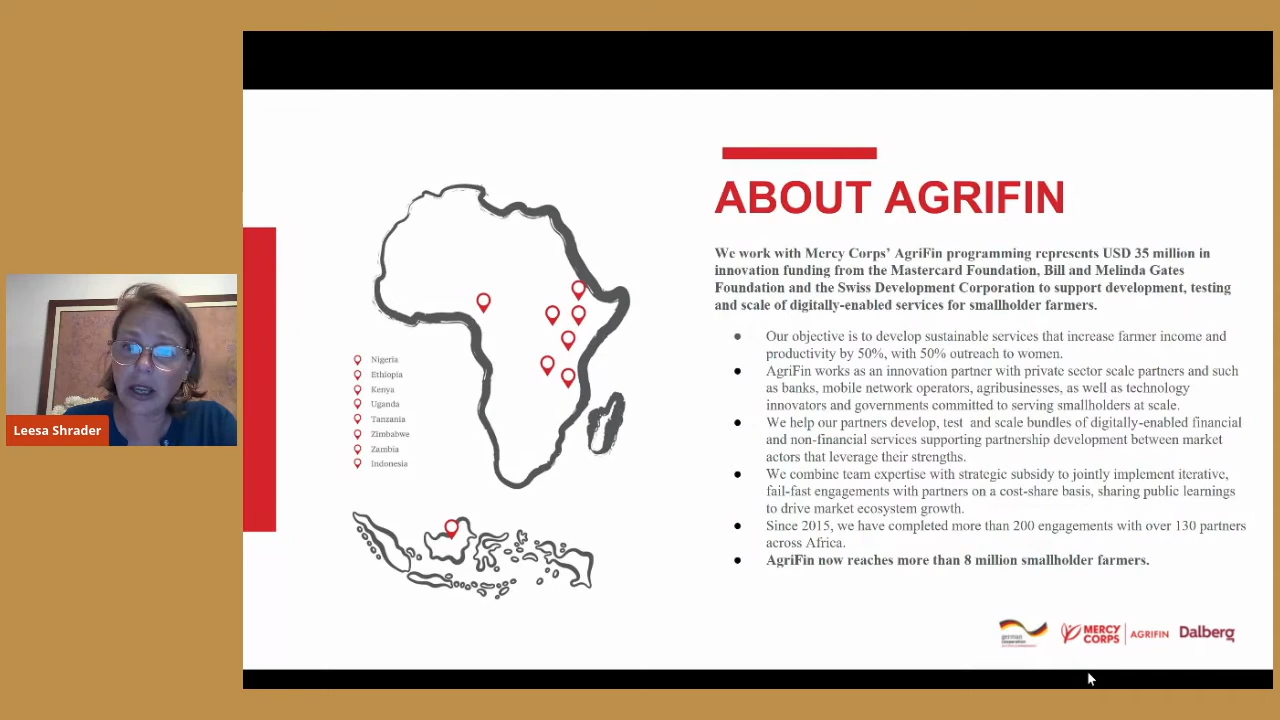 ABOUT AGRIFIN
We work with Mercy Corps' AgriFin programming represents USD 35 million in
innovation funding from the Mastercard Foundation, Bill and Melinda Gates
Foundation and the Swiss Development Corporation to support development, testing
and scale of digitally-enabled services for smallholder farmers.
● Our objective is to develop sustainable services that increase farmer income and
productivity by 50%, with 50% outreach to women.
● AgriFin works as an innovation partner with private sector scale partners and such
as banks, mobile network operators, agribusinesses, as well as technology
innovators and governments committed to serving smallholders at scale.
● We help our partners develop, test and scale bundles of digitally-enabled financial
and non-financial services supporting partnership development between market
actors that leverage their strengths.
● We combine team expertise with strategic subsidy to jointly implement iterative,
fail-fast engagements with partners on a cost-share basis, sharing public learnings
to drive market ecosystem growth.
● Since 2015, we have completed more than 200 engagements with over 130 partners
across Africa.
● AgriFin now reaches more than 8 million smallholder farmers.
Nigeria
Ethiopia
Kenya
Uganda
Tanzania
Zimbabwe
Zambia
Indonesia
Leesa Shrader
german
cooperation
MERCY
CORPS
AGRIFIN
Dalberg